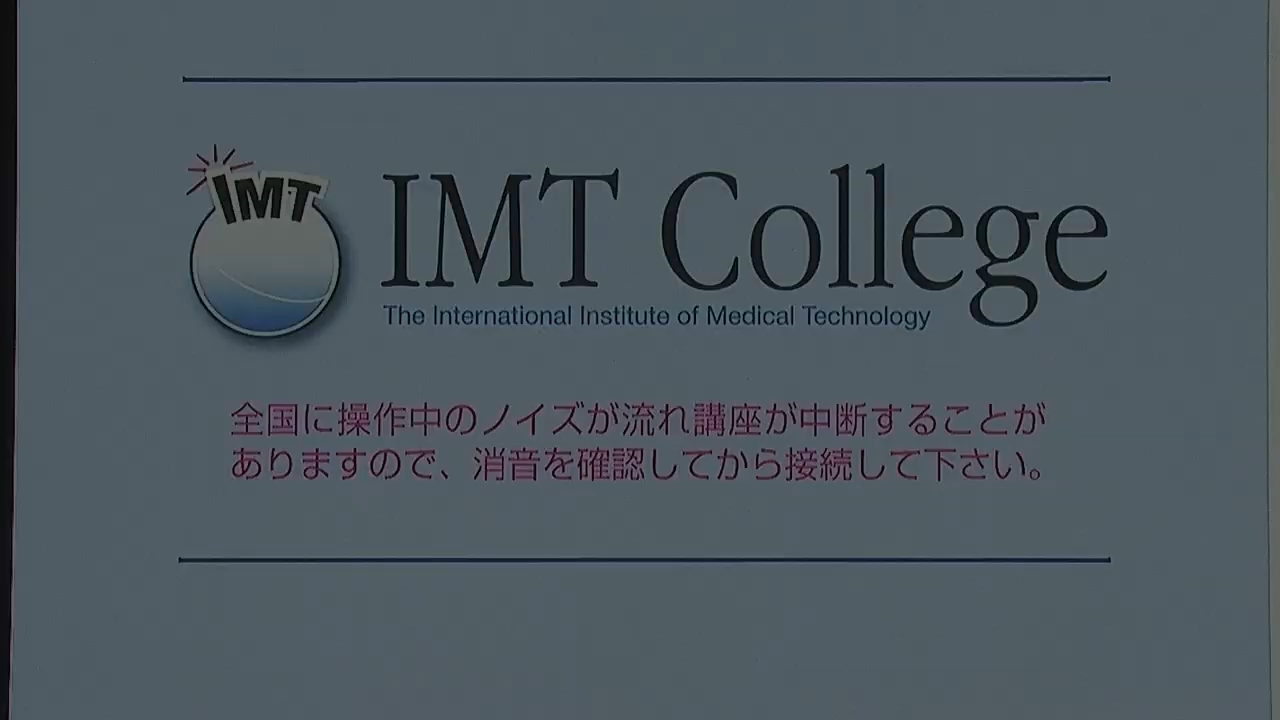 IMT
IMT College
The International Institute of Medical Technology
全国に操作中のノイズが流れ講座が中断することが
ありますので、消音を確認してから接続して下さい。